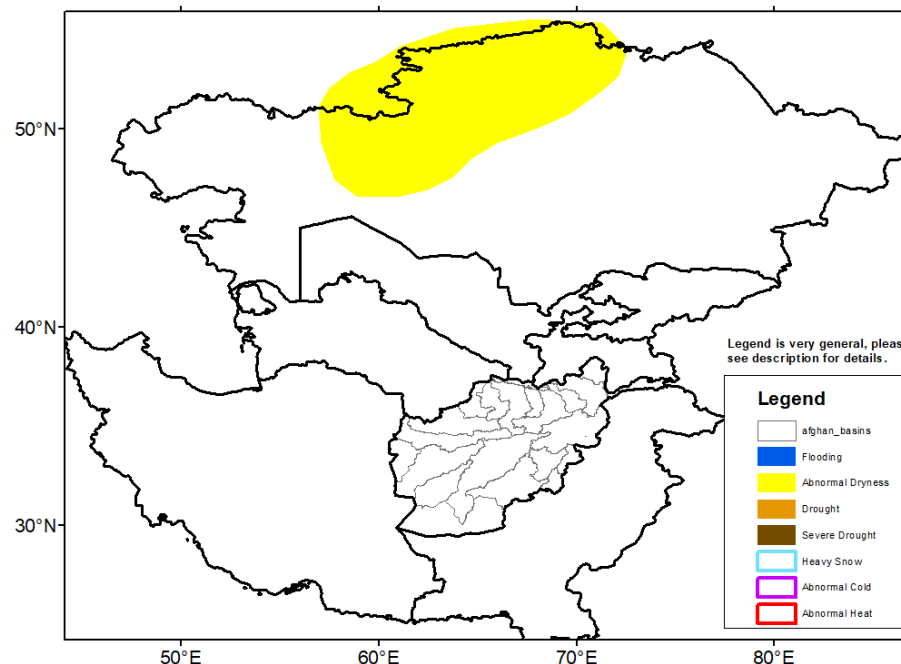 50°N
40°N
30°N
50°E
60°E
70°E
80°E
Legend is very general, pleas
see description for details.
Legend
afghan_basins
Flooding
Abnormal Dryness
Drought
Severe Drought
Heavy Snow
Abnormal Cold
Abnormal Heat